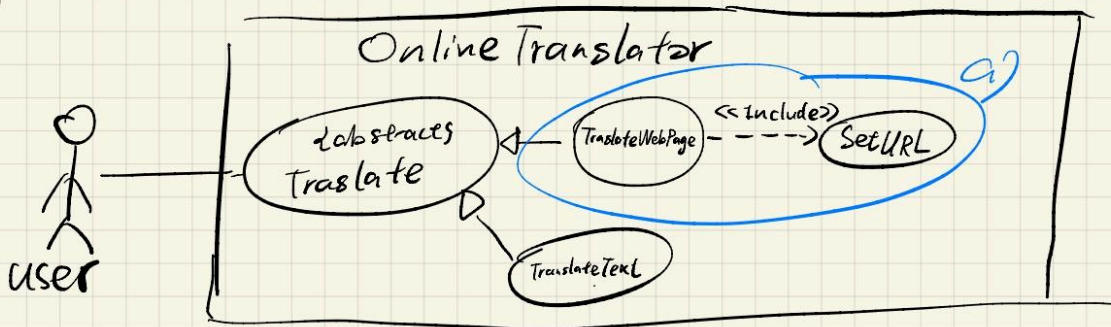 Online Translator
a)
{abstract}
Traslate
TraslateWebPage
<<include>>
SetURL
TranslateText
user